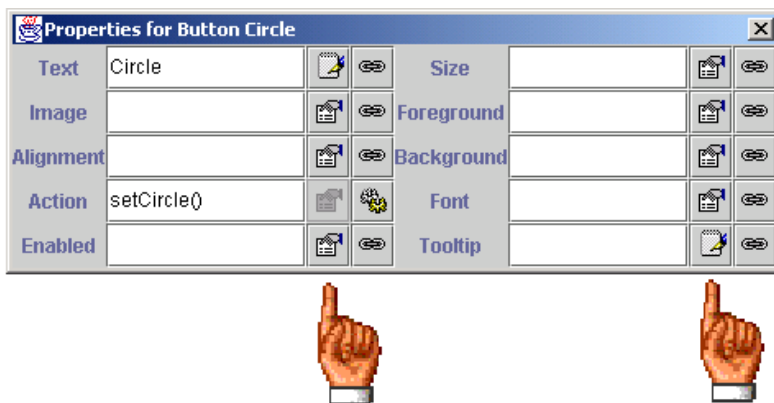 Properties for Button Circle
Text Circle Size
Image Foreground
Alignment Background
Action setCircle() Font
Enabled Tooltip